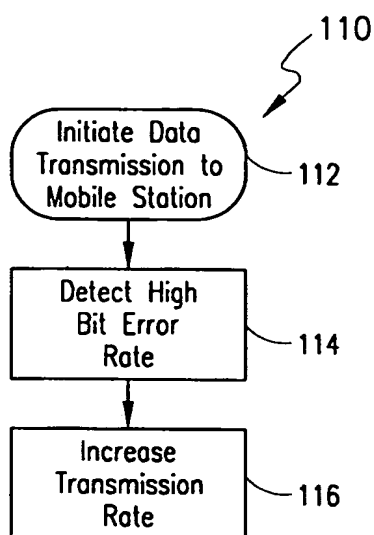 110
Initiate Data
Transmission to
Mobile Station
112
Detect High
Bit Error
Rate
114
Increase
Transmission
Rate
116